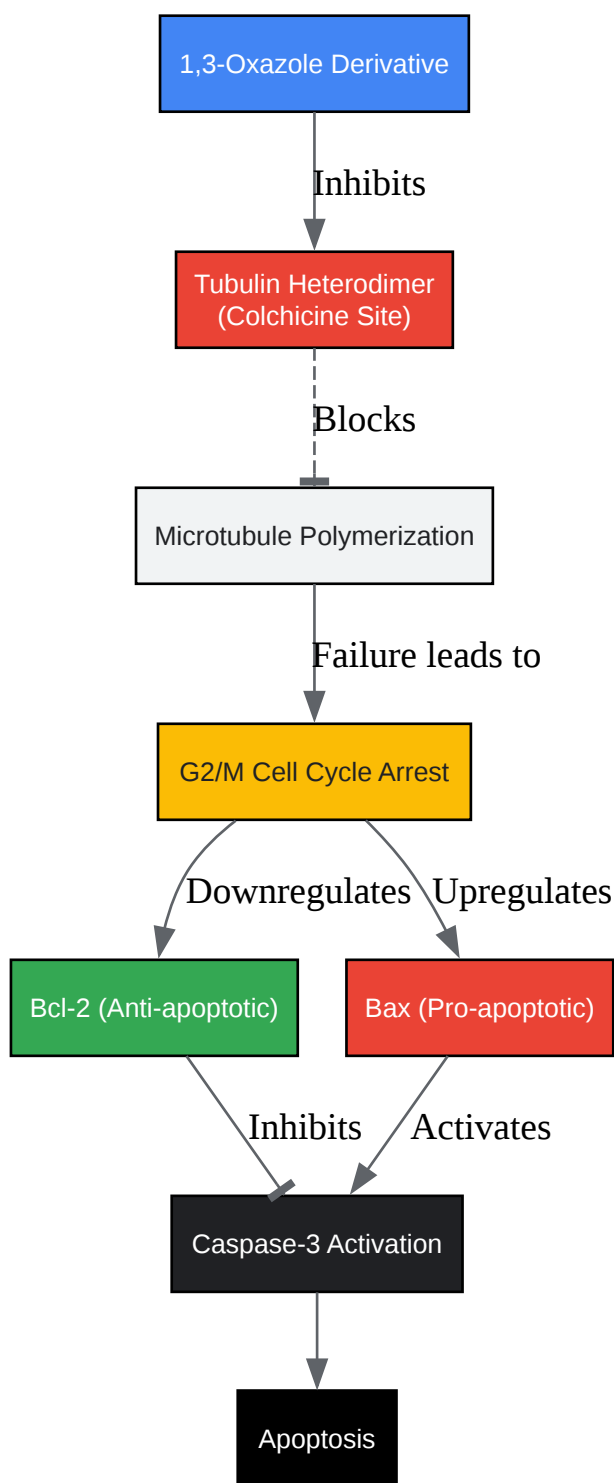 1,3-Oxazole Derivative
Inhibits
Tubulin Heterodimer
(Colchicine Site)
Blocks
Microtubule Polymerization
Failure leads to
G2/M Cell Cycle Arrest
Downregulates
Upregulates
Bcl-2 (Anti-apoptotic)
Bax (Pro-apoptotic)
Inhibits
Activates
Caspase-3 Activation
Apoptosis